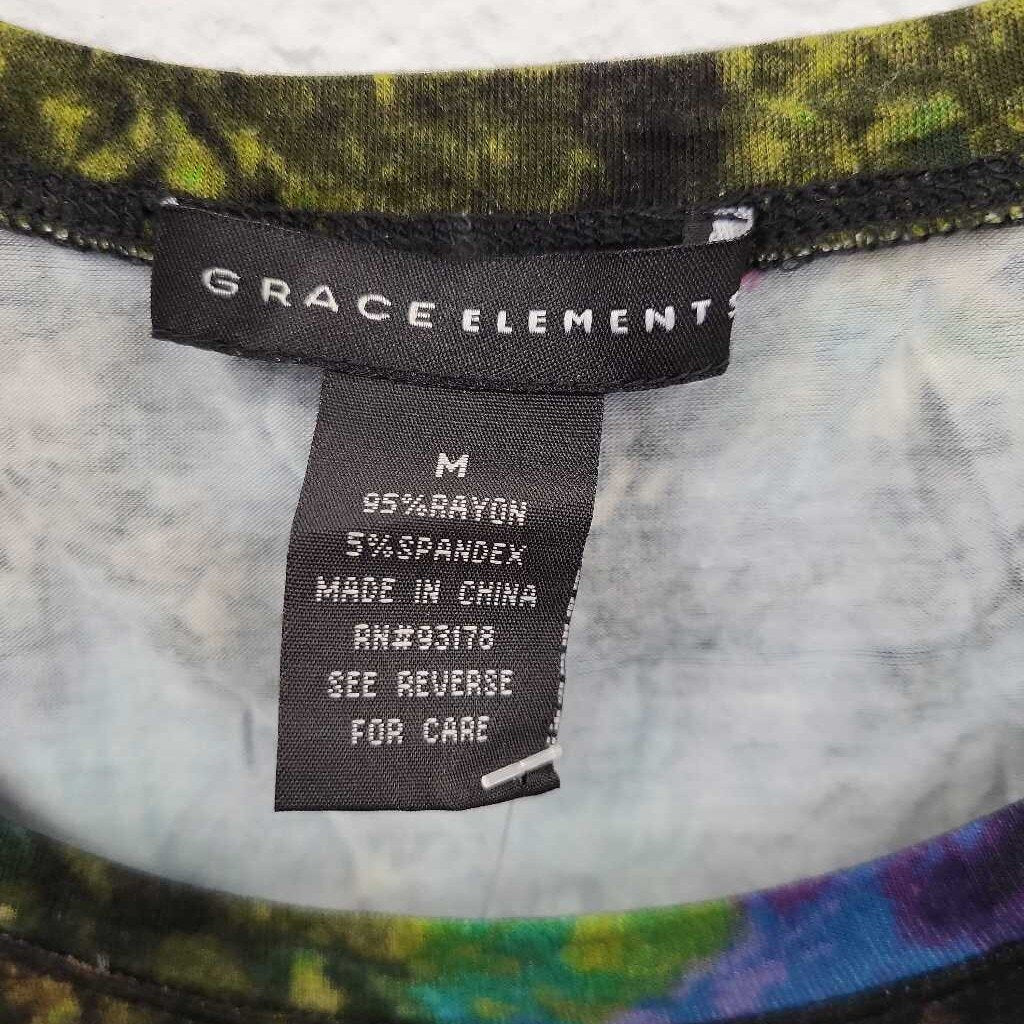 GRACE ELEMENTS
M
95%RAYON
5%SPANDEX
MADE IN CHINA
RN#93178
SEE REVERSE
FOR CARE